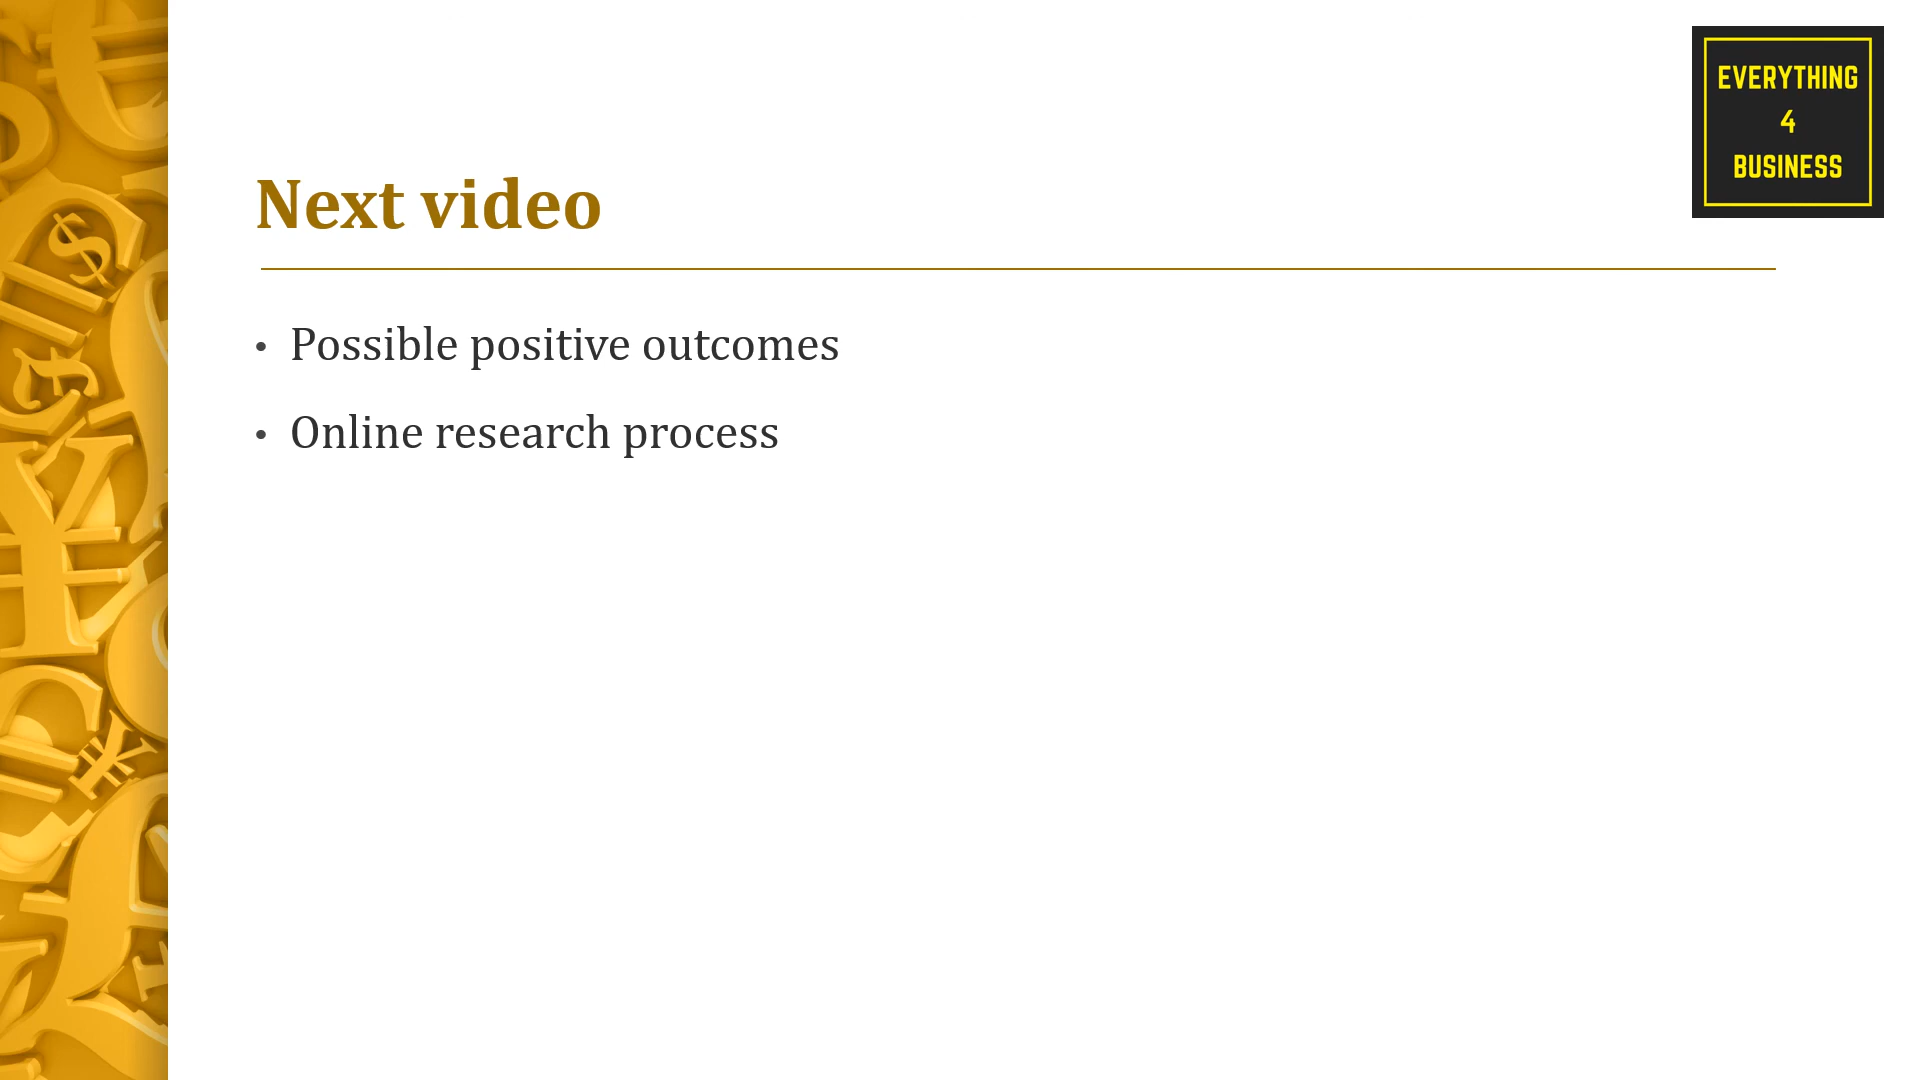 EVERYTHING
4
BUSINESS
Next video
• Possible positive outcomes
• Online research process